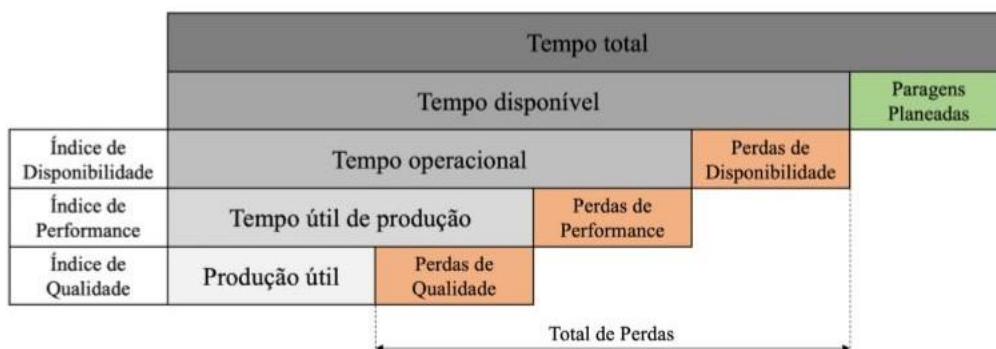 Tempo total
Tempo disponível
Paragens
Planeadas
Índice de
Disponibilidade
Tempo operacional
Perdas de
Disponibilidade
Índice de
Performance
Tempo útil de produção
Perdas de
Performance
Índice de
Qualidade
Produção útil
Perdas de
Qualidade
Total de Perdas